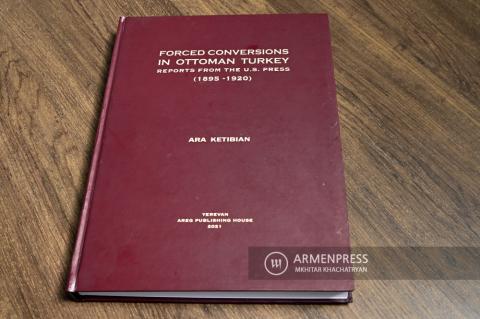 FORCED CONVERSIONS
IN OTTOMAN TURKEY
REPORTS FROM THE U.S. PRESS
(1895 -1920)
ARA KETIBIAN
YEREVAN
AREG PUBLISHING HOUSE
2021
ARMENPRESS
MKHITAR KHACHATRYAN